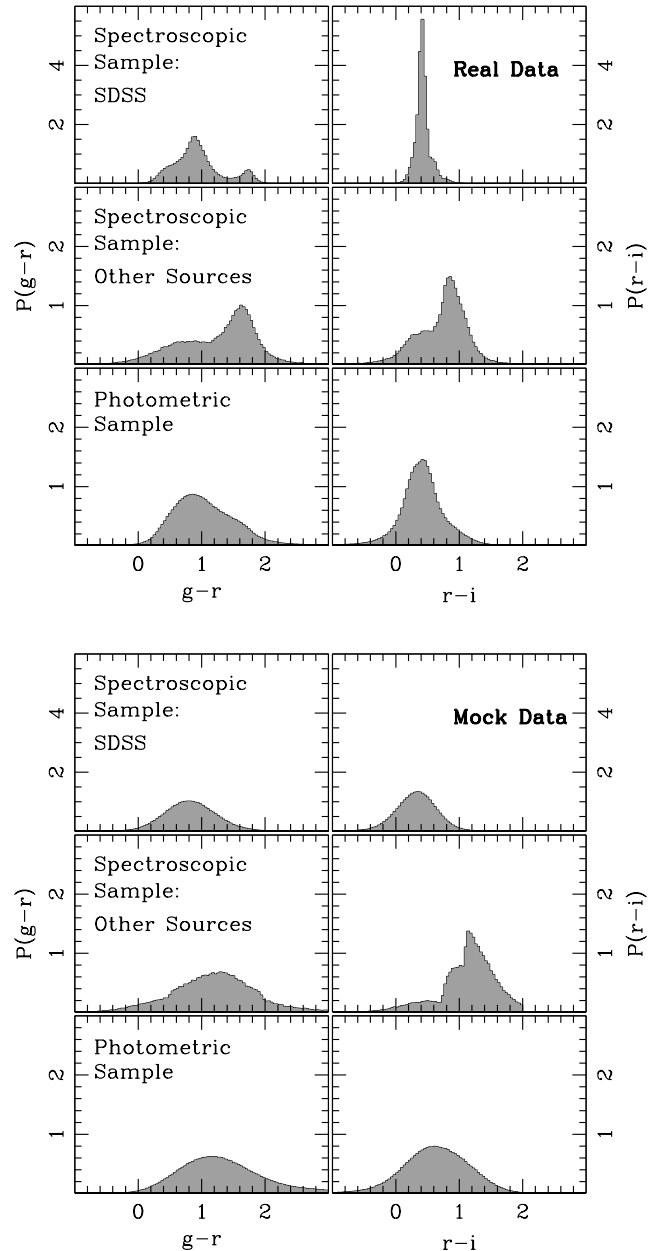 Spectroscopic
Sample:
SDSS
Real Data
2
4
2
4
Spectroscopic
Sample:
Other Sources
P(g−r)
1
2
P(r−i)
1
2
Photometric
Sample
1
2
1
2
0 1 2
0 1 2
g−r
r−i
Spectroscopic
Sample:
SDSS
Mock Data
2
4
2
4
Spectroscopic
Sample:
Other Sources
P(g−r)
1
2
P(r−i)
1
2
Photometric
Sample
1
2
1
2
0 1 2
0 1 2
g−r
r−i